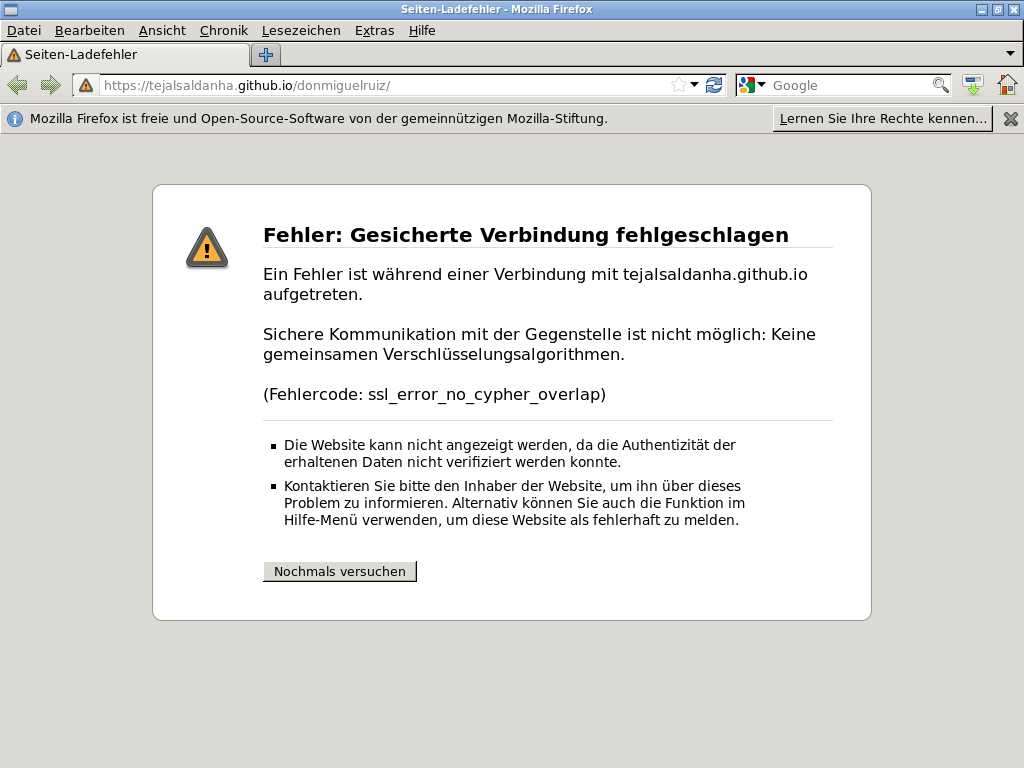 Seiten-Ladefehler - Mozilla Firefox
Datei Bearbeiten Ansicht Chronik Lesezeichen Extras Hilfe
Seiten-Ladefehler
https://tejalsaldanha.github.io/donmiguelruiz/
Google
Mozilla Firefox ist freie und Open-Source-Software von der gemeinnützigen Mozilla-Stiftung.
Lernen Sie Ihre Rechte kennen...
Fehler: Gesicherte Verbindung fehlgeschlagen
Ein Fehler ist während einer Verbindung mit tejalsaldanha.github.io
aufgetreten.
Sichere Kommunikation mit der Gegenstelle ist nicht möglich: Keine
gemeinsamen Verschlüsselungsalgorithmen.
(Fehlercode: ssl_error_no_cypher_overlap)
Die Website kann nicht angezeigt werden, da die Authentizität der
erhaltenen Daten nicht verifiziert werden konnte.
Kontaktieren Sie bitte den Inhaber der Website, um ihn über dieses
Problem zu informieren. Alternativ können Sie auch die Funktion im
Hilfe-Menü verwenden, um diese Website als fehlerhaft zu melden.
Nochmals versuchen